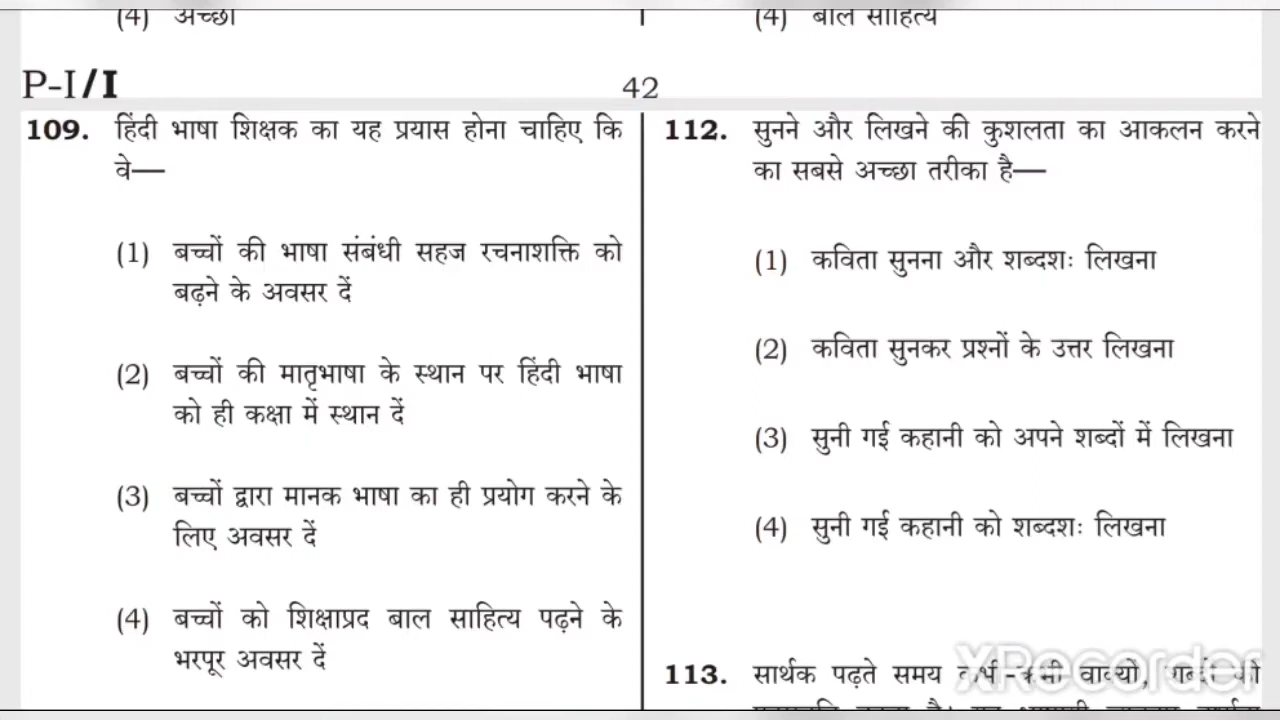 (4) अच्छा
(4) बाल साहित्य
P-I/I
42
109. हिंदी भाषा शिक्षक का यह प्रयास होना चाहिए कि
वे—
(1) बच्चों की भाषा संबंधी सहज रचनाशक्ति को
बढ़ने के अवसर दें
(2) बच्चों की मातृभाषा के स्थान पर हिंदी भाषा
को ही कक्षा में स्थान दें
(3) बच्चों द्वारा मानक भाषा का ही प्रयोग करने के
लिए अवसर दें
(4) बच्चों को शिक्षाप्रद बाल साहित्य पढ़ने के
भरपूर अवसर दें
112. सुनने और लिखने की कुशलता का आकलन करने
का सबसे अच्छा तरीका है—
(1) कविता सुनना और शब्दशः लिखना
(2) कविता सुनकर प्रश्नों के उत्तर लिखना
(3) सुनी गई कहानी को अपने शब्दों में लिखना
(4) सुनी गई कहानी को शब्दशः लिखना
113. सार्थक पढ़ते समय कभी-कभी वाक्यों, शब्दों की
XRecorder